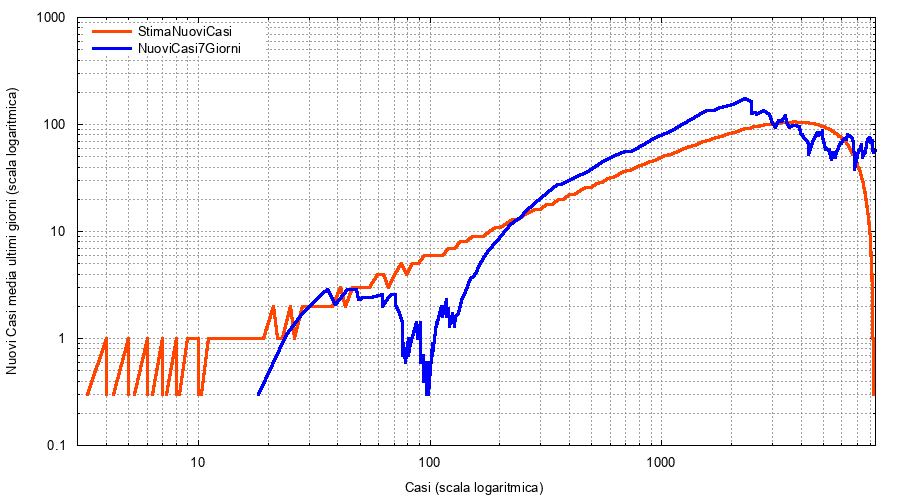 1000
StimaNuoviCasi
NuoviCasi7Giorni
100
10
1
0.1
Nuovi Casi media ultimi giorni (scala logaritmica)
10
100
1000
Casi (scala logaritmica)